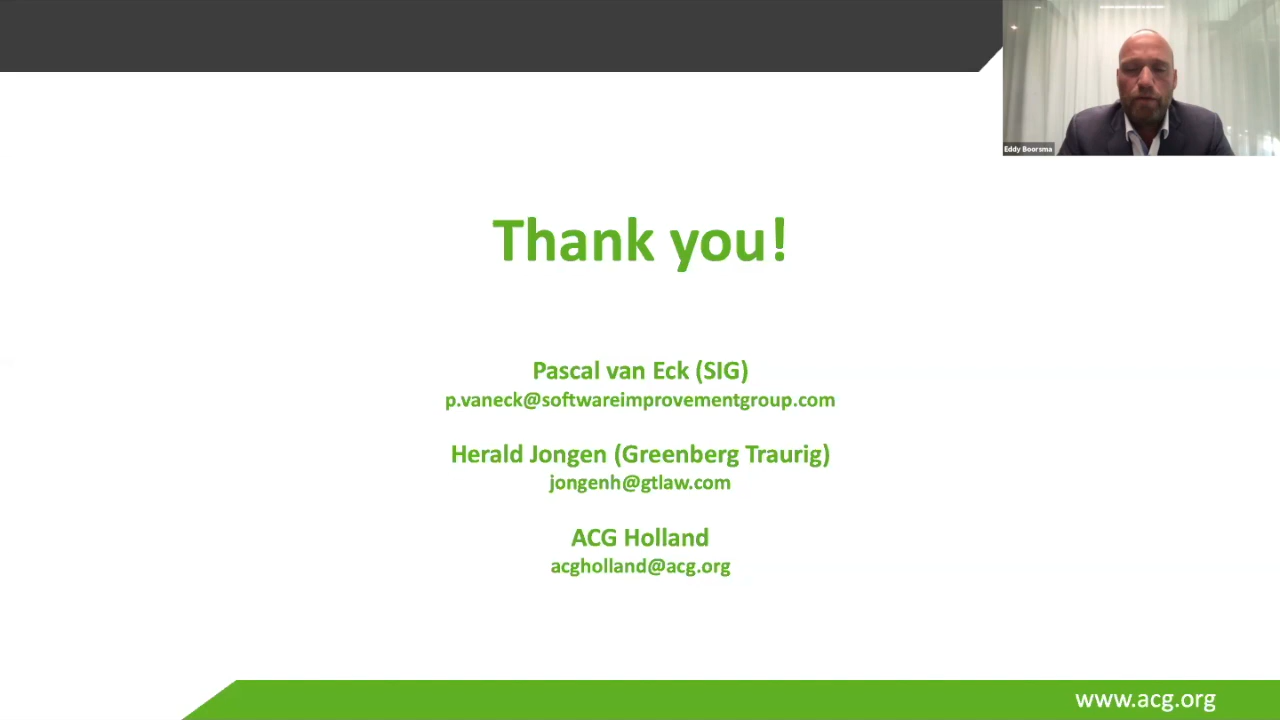 Eddy Boorsma
Thank you!
Pascal van Eck (SIG)
p.vaneck@softwareimprovementgroup.com
Herald Jongen (Greenberg Traurig)
jongenh@gtlaw.com
ACG Holland
acgholland@acg.org
www.acg.org